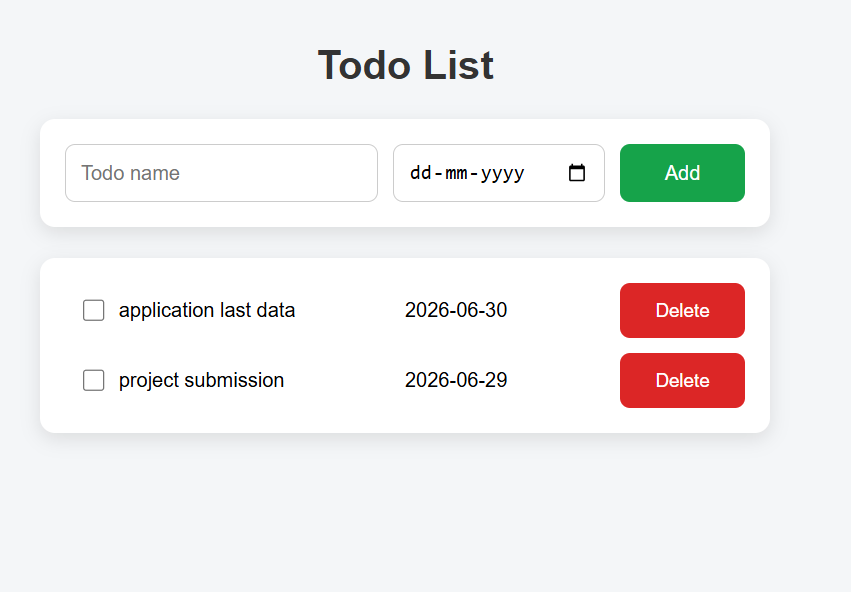 Todo List
Todo name dd-mm-yyyy Add
application last data 2026-06-30 Delete
project submission 2026-06-29 Delete